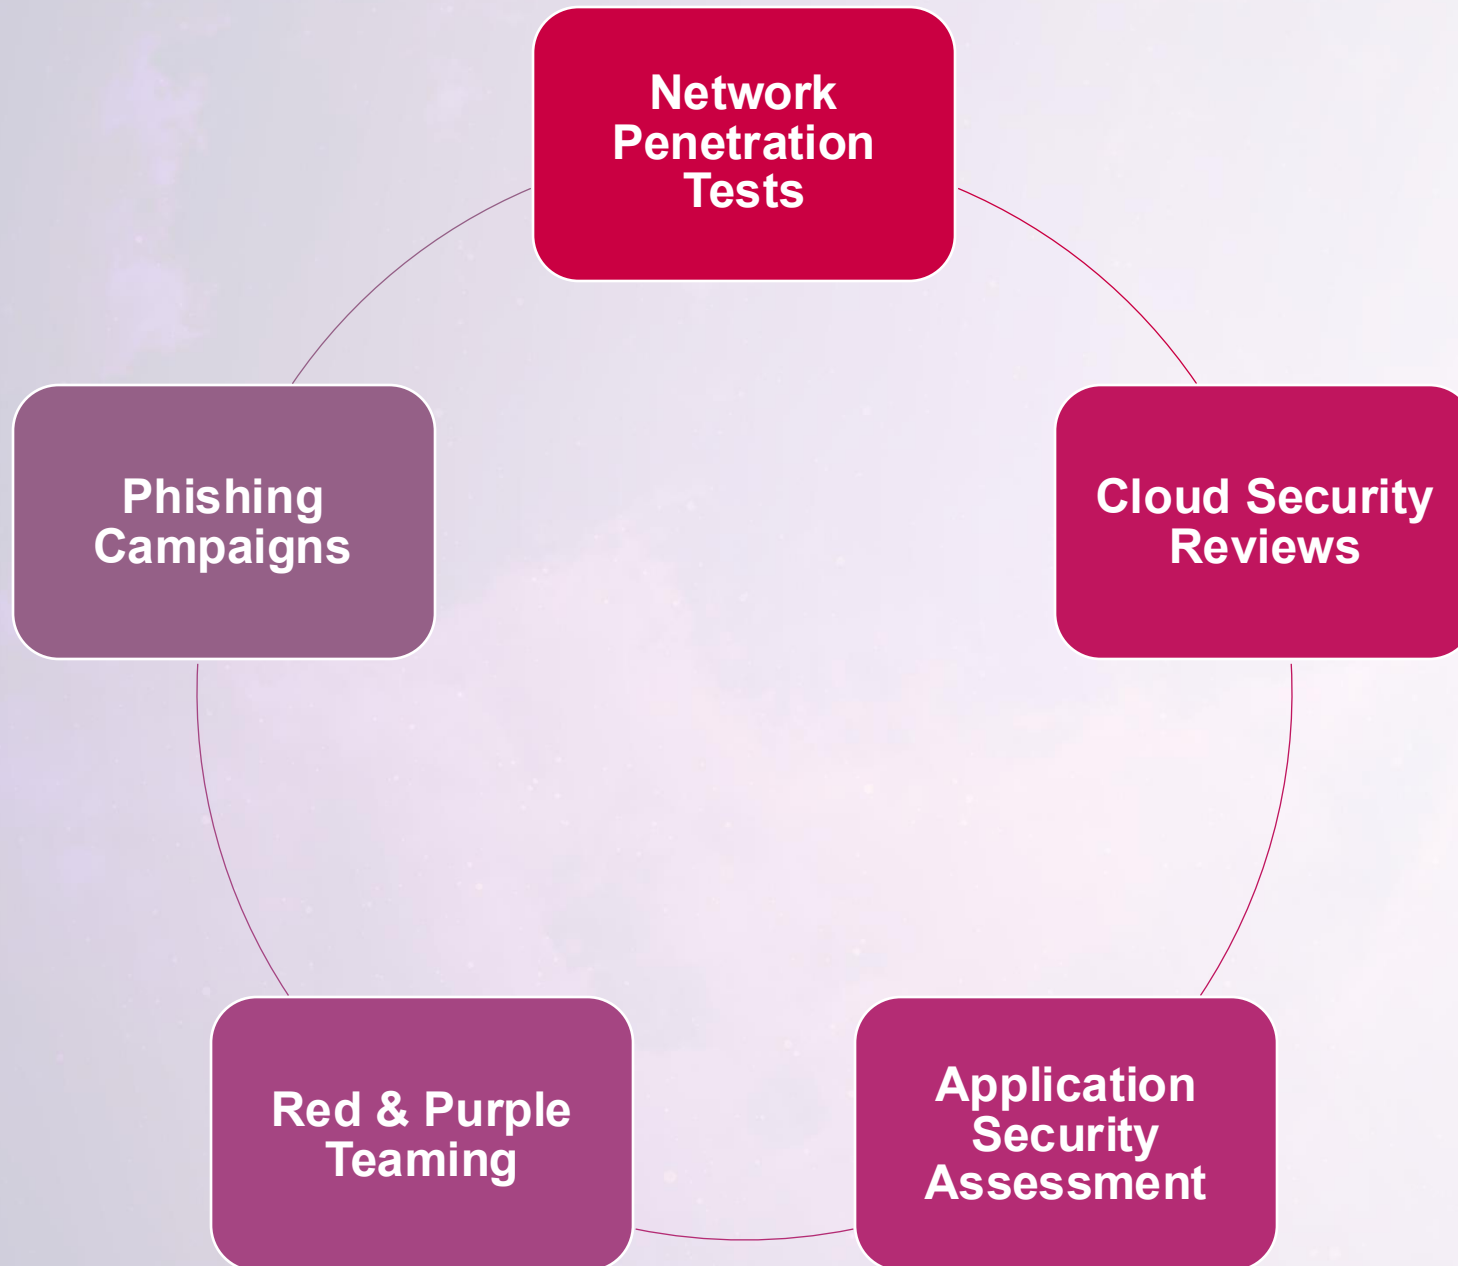 Network
Penetration
Tests
Cloud Security
Reviews
Application
Security
Assessment
Red & Purple
Teaming
Phishing
Campaigns